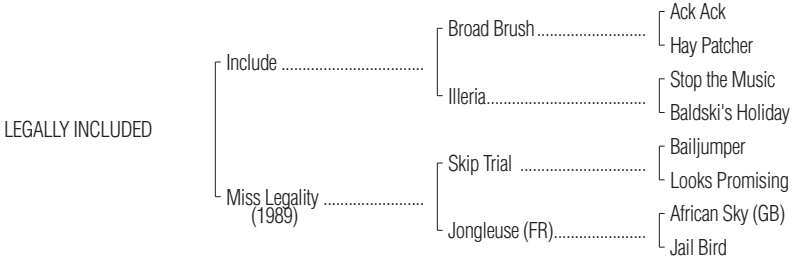 Ack Ack
Broad Brush..........................
Hay Patcher
Include ..................................
Stop the Music
Illeria......................................
Baldski's Holiday
LEGALLY INCLUDED
Bailjumper
Skip Trial ..............................
Looks Promising
Miss Legality ........................
(1989)
African Sky (GB)
Jongleuse (FR)......................
Jail Bird